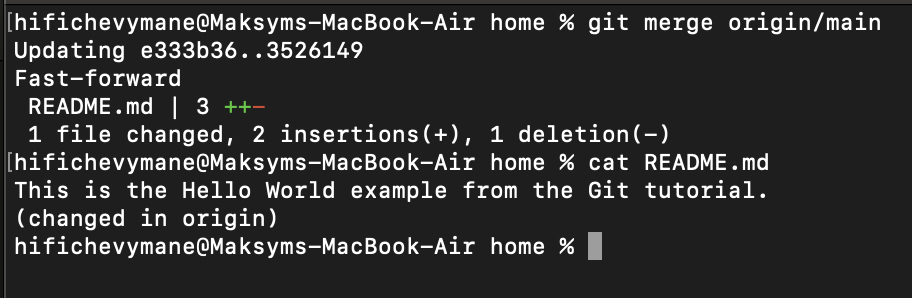 [hifichevymane@Maksyms-MacBook-Air home % git merge origin/main
Updating e333b36..3526149
Fast-forward
 README.md | 3 ++-
 1 file changed, 2 insertions(+), 1 deletion(-)
[hifichevymane@Maksyms-MacBook-Air home % cat README.md
This is the Hello World example from the Git tutorial.
(changed in origin)
hifichevymane@Maksyms-MacBook-Air home %